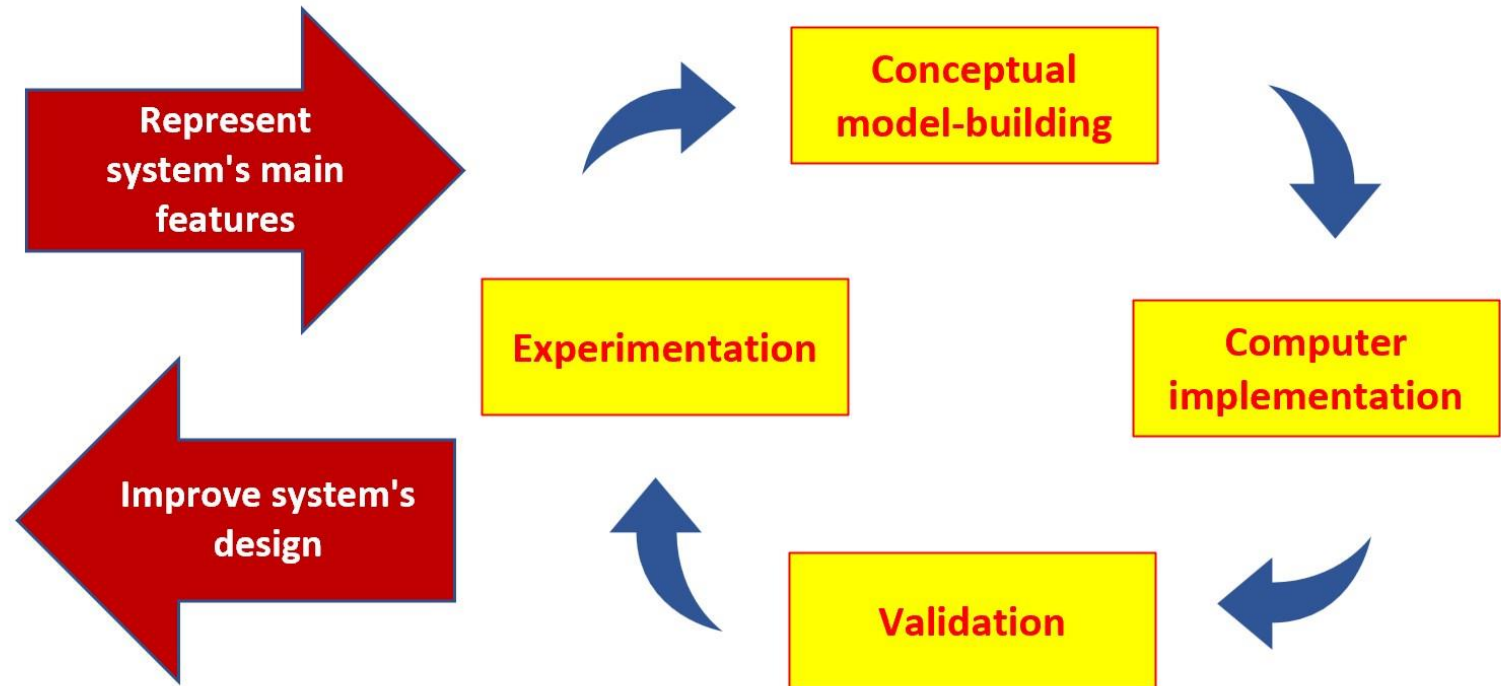 Represent
system's main
features
Conceptual
model-building
Experimentation
Computer
implementation
Improve system's
design
Validation